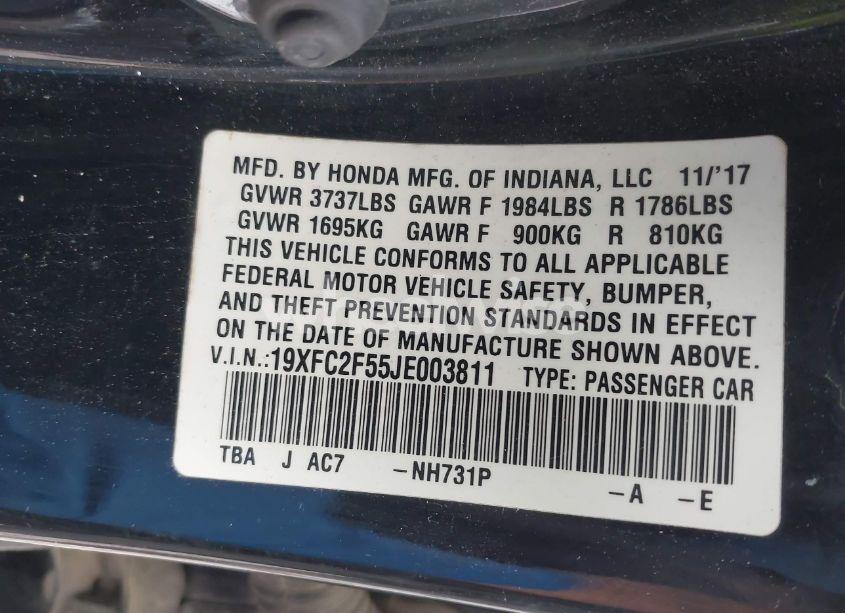 MFD. BY HONDA MFG. OF INDIANA, LLC 11/'17
GVWR 3737LBS GAWR F 1984LBS R 1786LBS
GVWR 1695KG GAWR F 900KG R 810KG
THIS VEHICLE CONFORMS TO ALL APPLICABLE
FEDERAL MOTOR VEHICLE SAFETY, BUMPER,
AND THEFT PREVENTION STANDARDS IN EFFECT
ON THE DATE OF MANUFACTURE SHOWN ABOVE.
V.I.N.:19XFC2F55JE003811 TYPE: PASSENGER CAR
TBA J AC7 -NH731P -A -E